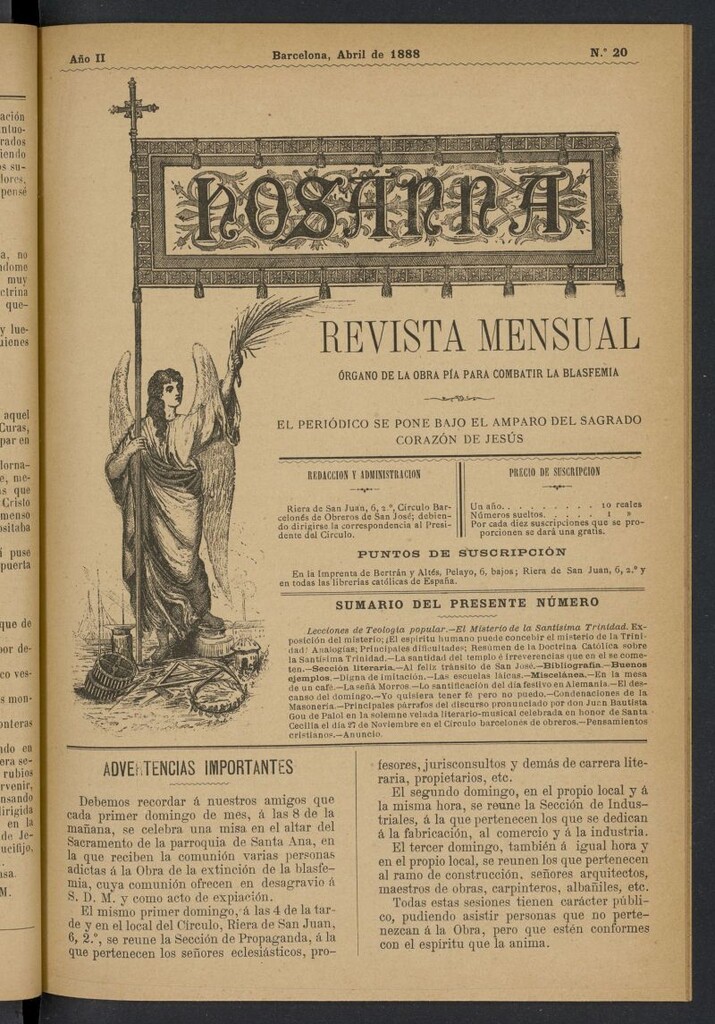 Año II
Barcelona, Abril de 1888
N.º 20
HOSANNA
REVISTA MENSUAL
ÓRGANO DE LA OBRA PÍA PARA COMBATIR LA BLASFEMIA
EL PERIÓDICO SE PONE BAJO EL AMPARO DEL SAGRADO
CORAZÓN DE JESÚS
REDACCION Y ADMINISTRACION
Riera de San Juan, 6, 2.º, Círculo Bar-
celonés de Obreros de San José; debien-
do dirigirse la correspondencia al Presi-
dente del Círculo.
PRECIO DE SUSCRIPCION
Un año. . . . . . . . . . 10 reales
Números sueltos. . . . . . 1 »
Por cada diez suscripciones que se pro-
porcionen se dará una gratis.
PUNTOS DE SUSCRIPCIÓN
En la Imprenta de Bertrán y Altés, Pelayo, 6, bajos; Riera de San Juan, 6, 2.º y
en todas las librerías católicas de España.
SUMARIO DEL PRESENTE NÚMERO
Lecciones de Teología popular.—El Misterio de la Santísima Trinidad. Ex-
posición del misterio; ¿El espíritu humano puede concebir el misterio de la Trini-
dad? Analogías; Principales dificultades; Resúmen de la Doctrina Católica sobre
la Santísima Trinidad.—La santidad del templo é irreverencias que en el se come-
ten.—Sección literaria.—Al feliz tránsito de San José.—Bibliografía.—Buenos
ejemplos.—Digna de imitación.—Las escuelas láicas.—Miscelánea.—En la mesa
de un café.—La señá Morros.—Lo santificación del día festivo en Alemania.—El des-
canso del domingo.—Yo quisiera tener fé pero no puedo.—Condenaciones de la
Masonería.—Principales párrafos del discurso pronunciado por don Juan Bautista
Gou de Palol en la solemne velada literario-musical celebrada en honor de Santa
Cecilia el día 27 de Noviembre en el Círculo barcelonés de obreros.—Pensamientos
cristianos.—Anuncio.
ADVERTENCIAS IMPORTANTES
Debemos recordar á nuestros amigos que
cada primer domingo de mes, á las 8 de la
mañana, se celebra una misa en el altar del
Sacramento de la parroquia de Santa Ana, en
la que reciben la comunión varias personas
adictas á la Obra de la extinción de la blasfe-
mia, cuya comunión ofrecen en desagravio á
S. D. M. y como acto de expiación.
El mismo primer domingo, á las 4 de la tar-
de y en el local del Círculo, Riera de San Juan,
6, 2.º, se reune la Sección de Propaganda, á la
que pertenecen los señores eclesiásticos, pro-
fesores, jurisconsultos y demás de carrera lite-
raria, propietarios, etc.
El segundo domingo, en el propio local y á
la misma hora, se reune la Sección de Indus-
triales, á la que pertenecen los que se dedican
á la fabricación, al comercio y á la industria.
El tercer domingo, también á igual hora y
en el propio local, se reunen los que pertenecen
al ramo de construcción, señores arquitectos,
maestros de obras, carpinteros, albañiles, etc.
Todas estas sesiones tienen carácter públi-
co, pudiendo asistir personas que no perte-
nezcan á la Obra, pero que estén conformes
con el espíritu que la anima.